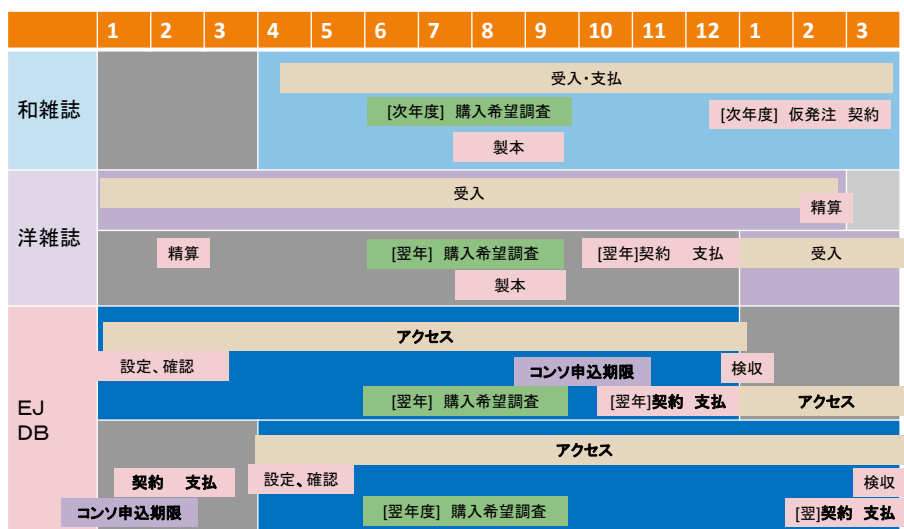 1 2 3 4 5 6 7 8 9 10 11 12 1 2 3
和雑誌
受入・支払
[次年度] 購入希望調査
[次年度] 仮発注 契約
製本
洋雑誌
受入
精算
精算
[翌年] 購入希望調査
[翌年]契約 支払
受入
製本
EJ
DB
アクセス
設定、確認
コンソ申込期限
検収
[翌年] 購入希望調査
[翌年]契約 支払
アクセス
アクセス
契約 支払
設定、確認
検収
コンソ申込期限
[翌年度] 購入希望調査
[翌]契約 支払